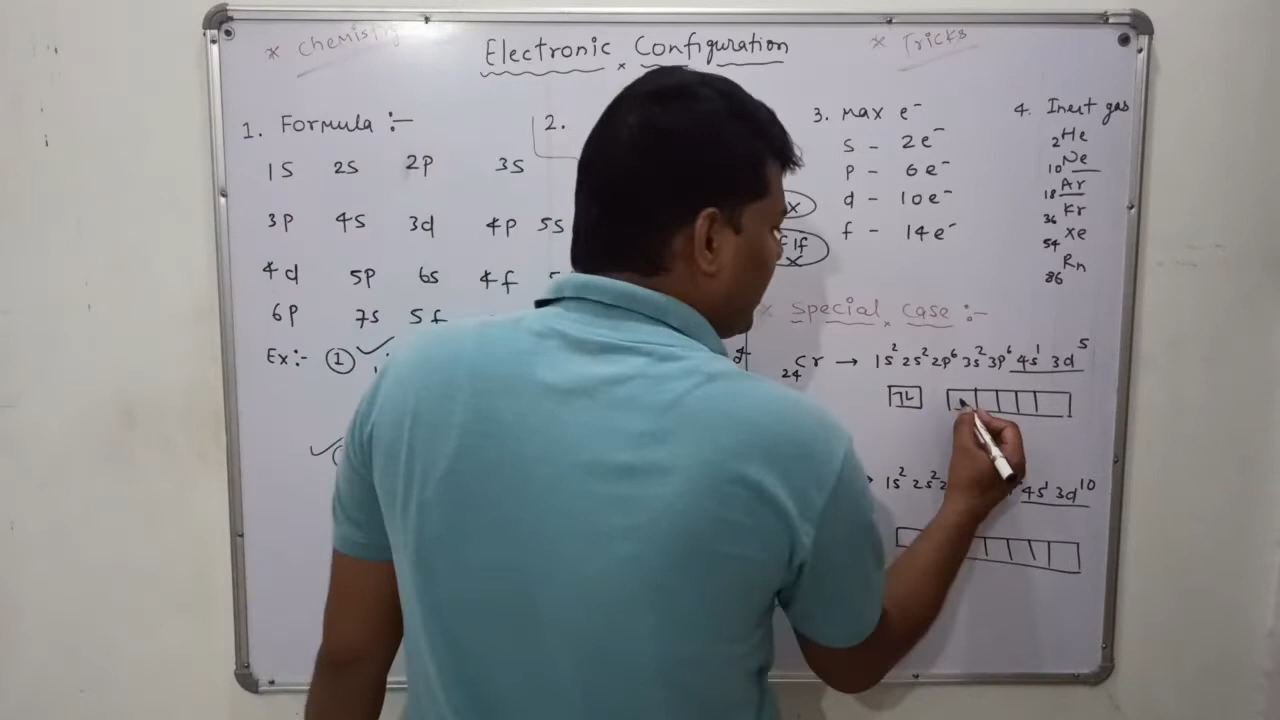 * Chemistry
Electronic Configuration
* Tricks
1. Formula :-
1S 2S 2p 3S
3p 4S 3d 4p 5S
4d 5p 6s 4f
6p 7s 5f
Ex:- ①
2.
3. Max e⁻
S - 2e⁻
p - 6e⁻
d - 10e⁻
f - 14e⁻
4. Inert gas
₂He
₁₀Ne
₁₈Ar
₃₆Kr
₅₄Xe
₈₆Rn
* Special Case :-
₂₄Cr → 1s² 2s² 2p⁶ 3s² 3p⁶ 4s¹ 3d⁵
1s² 2s² 4s¹ 3d¹⁰